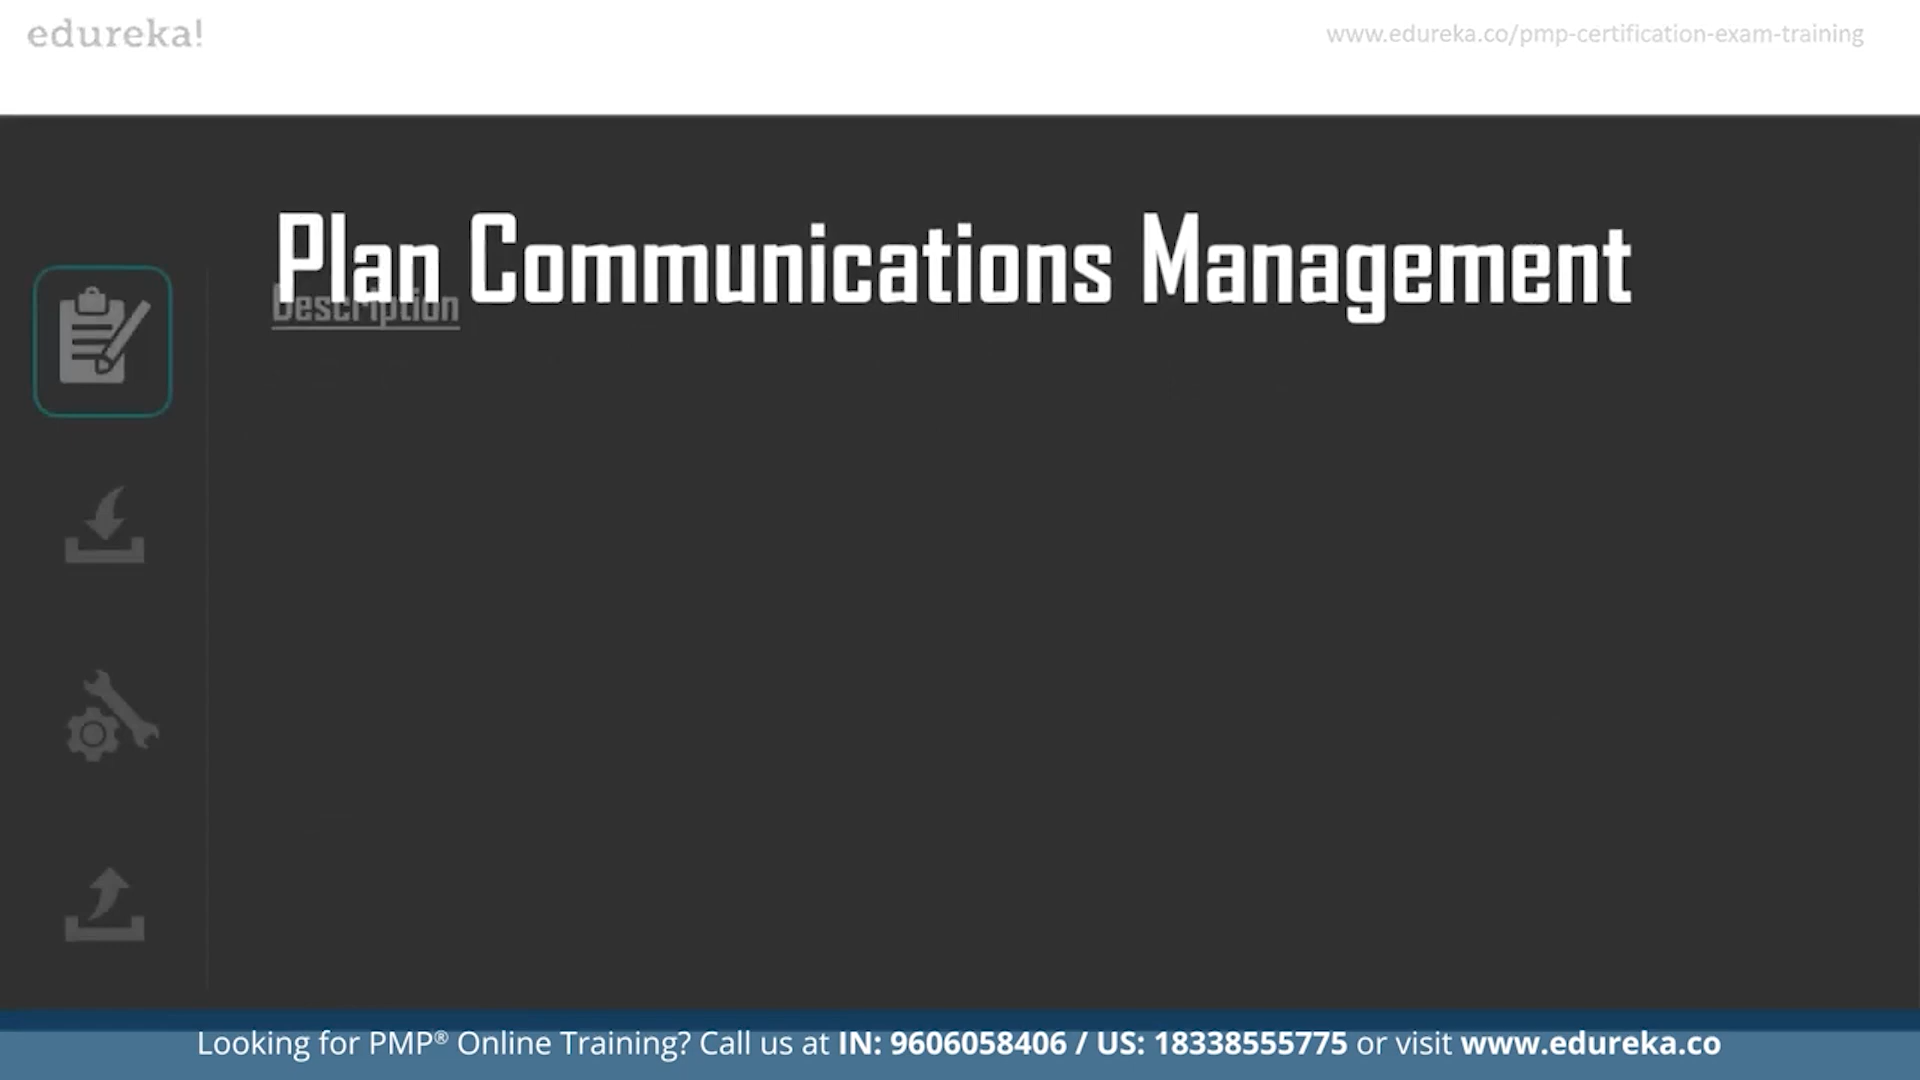 edureka!
www.edureka.co/pmp-certification-exam-training
Plan Communications Management
Description
Looking for PMP® Online Training? Call us at IN: 9606058406 / US: 18338555775 or visit www.edureka.co